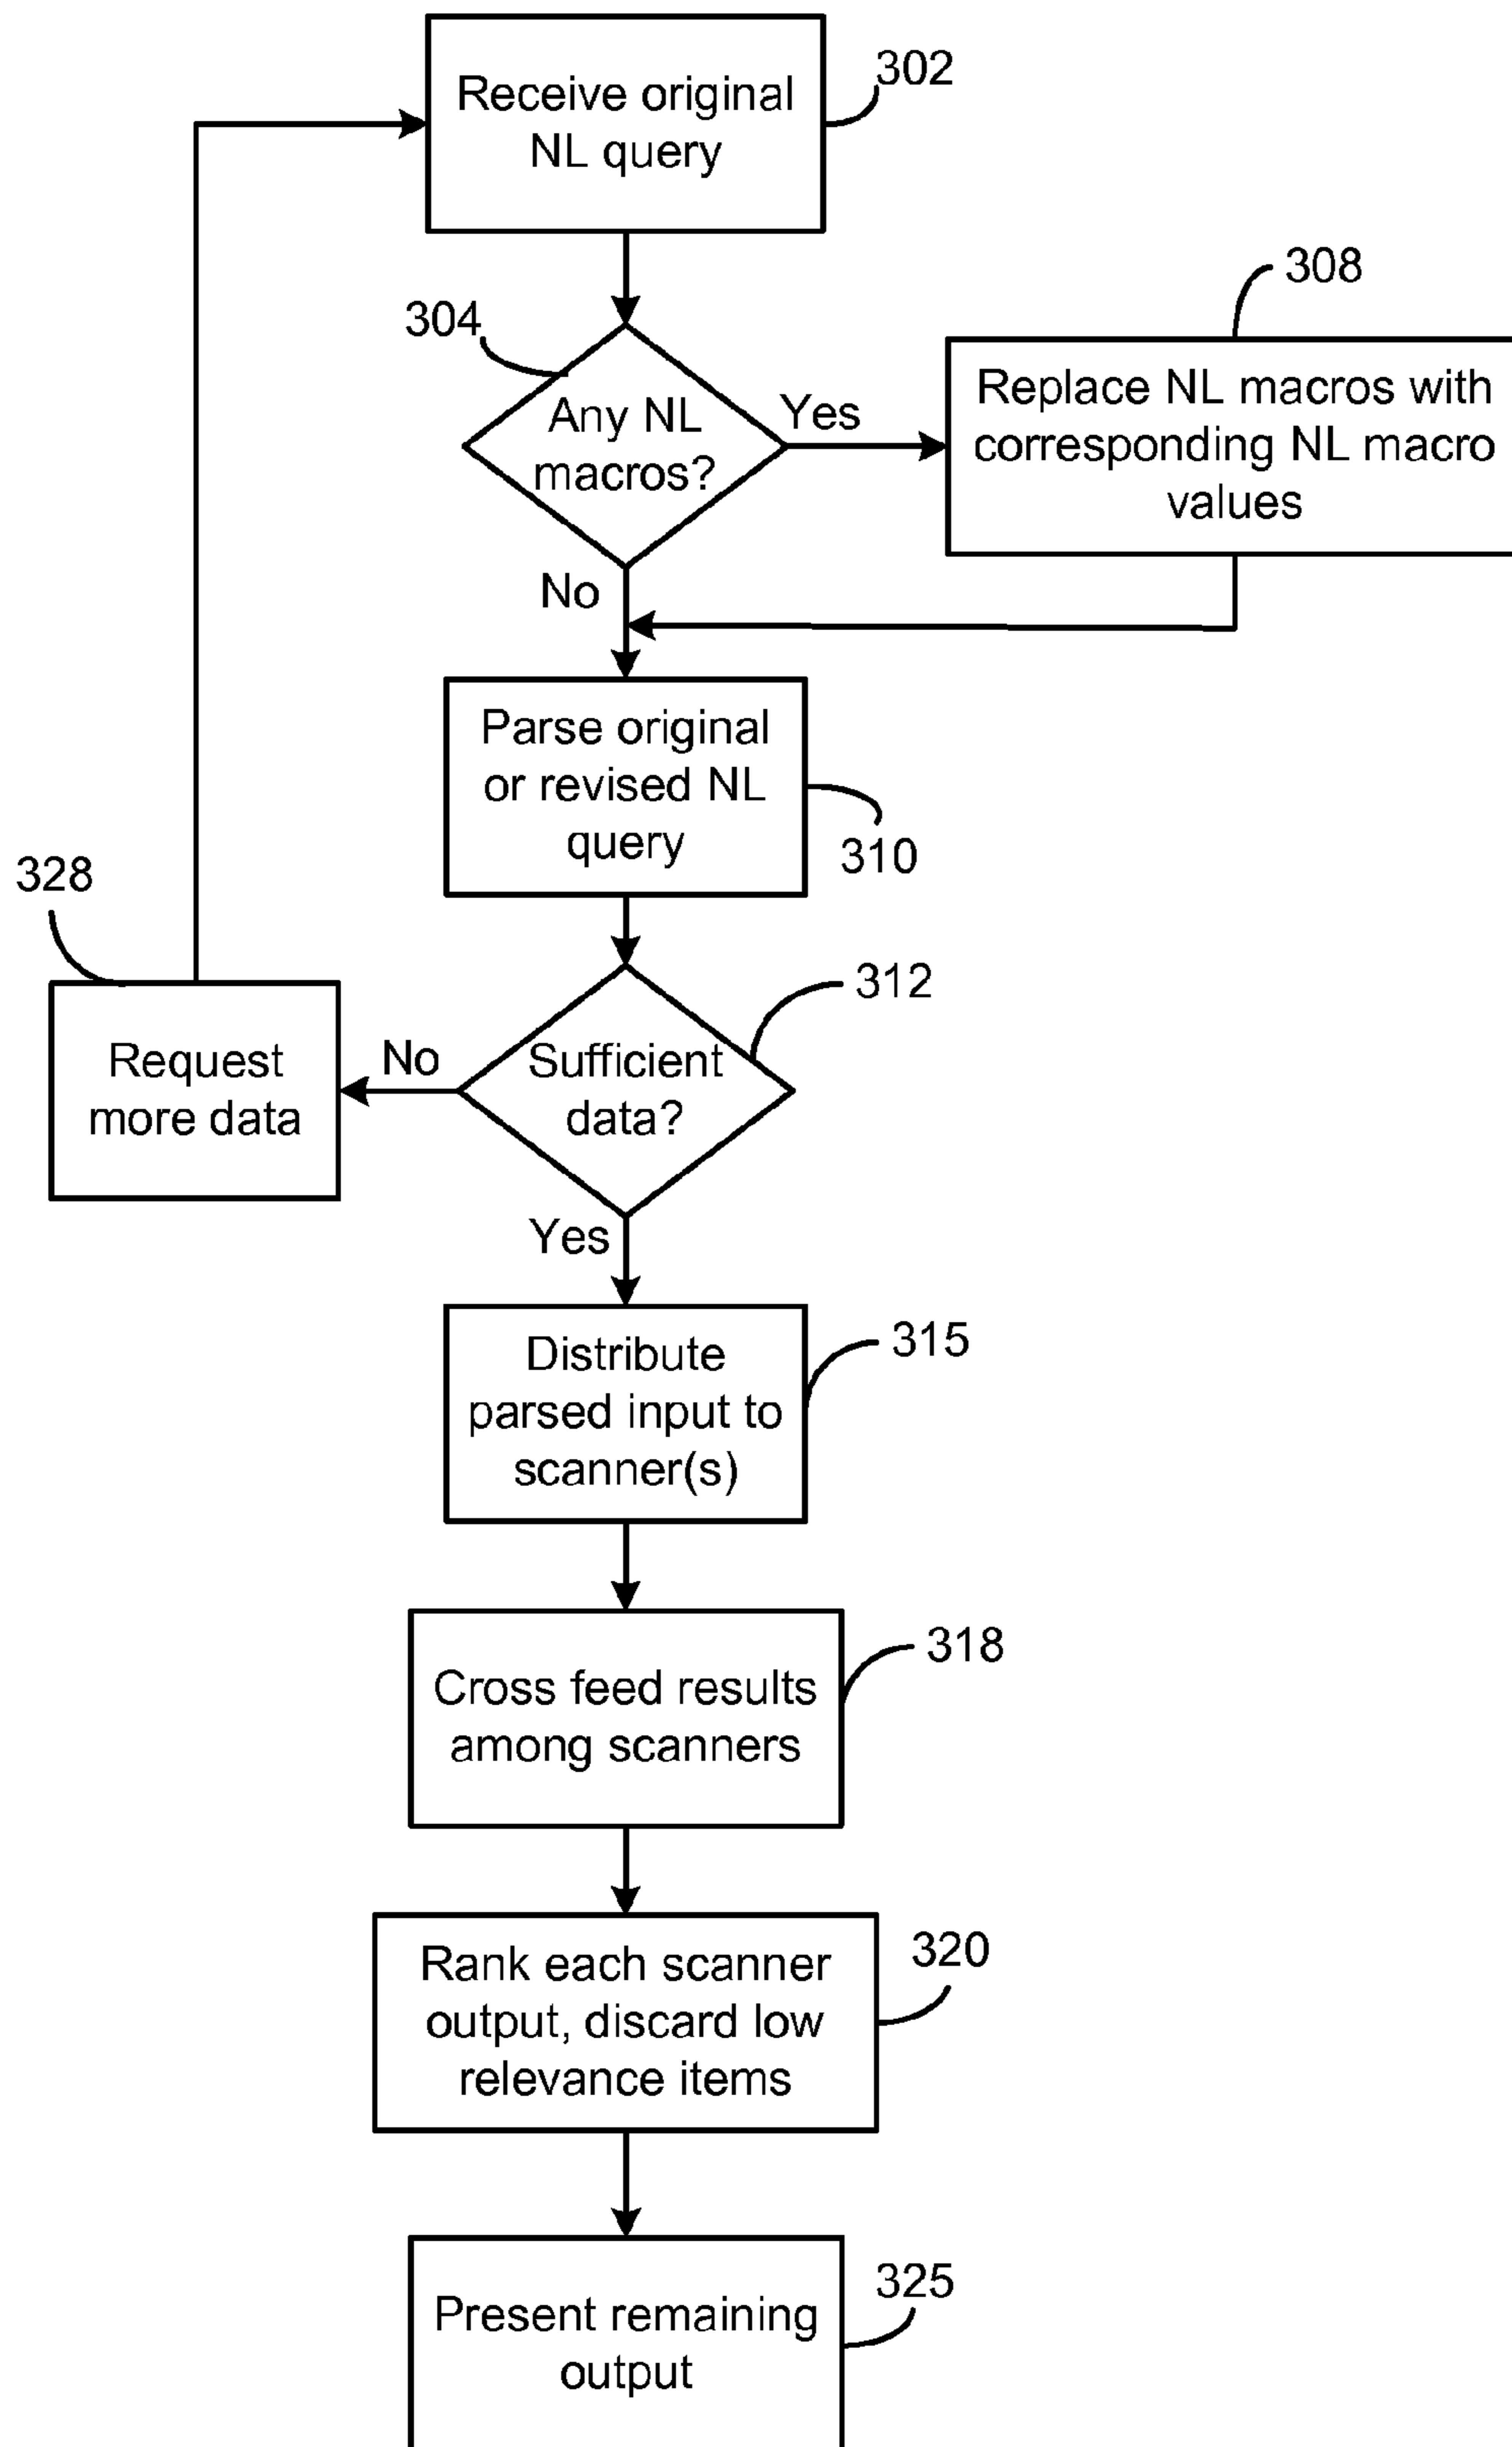 Receive original
NL query
302
304
Any NL
macros?
Yes
308
Replace NL macros with
corresponding NL macro
values
No
Parse original
or revised NL
query
310
328
Request
more data
No
312
Sufficient
data?
Yes
Distribute
parsed input to
scanner(s)
315
Cross feed results
among scanners
318
Rank each scanner
output, discard low
relevance items
320
Present remaining
output
325